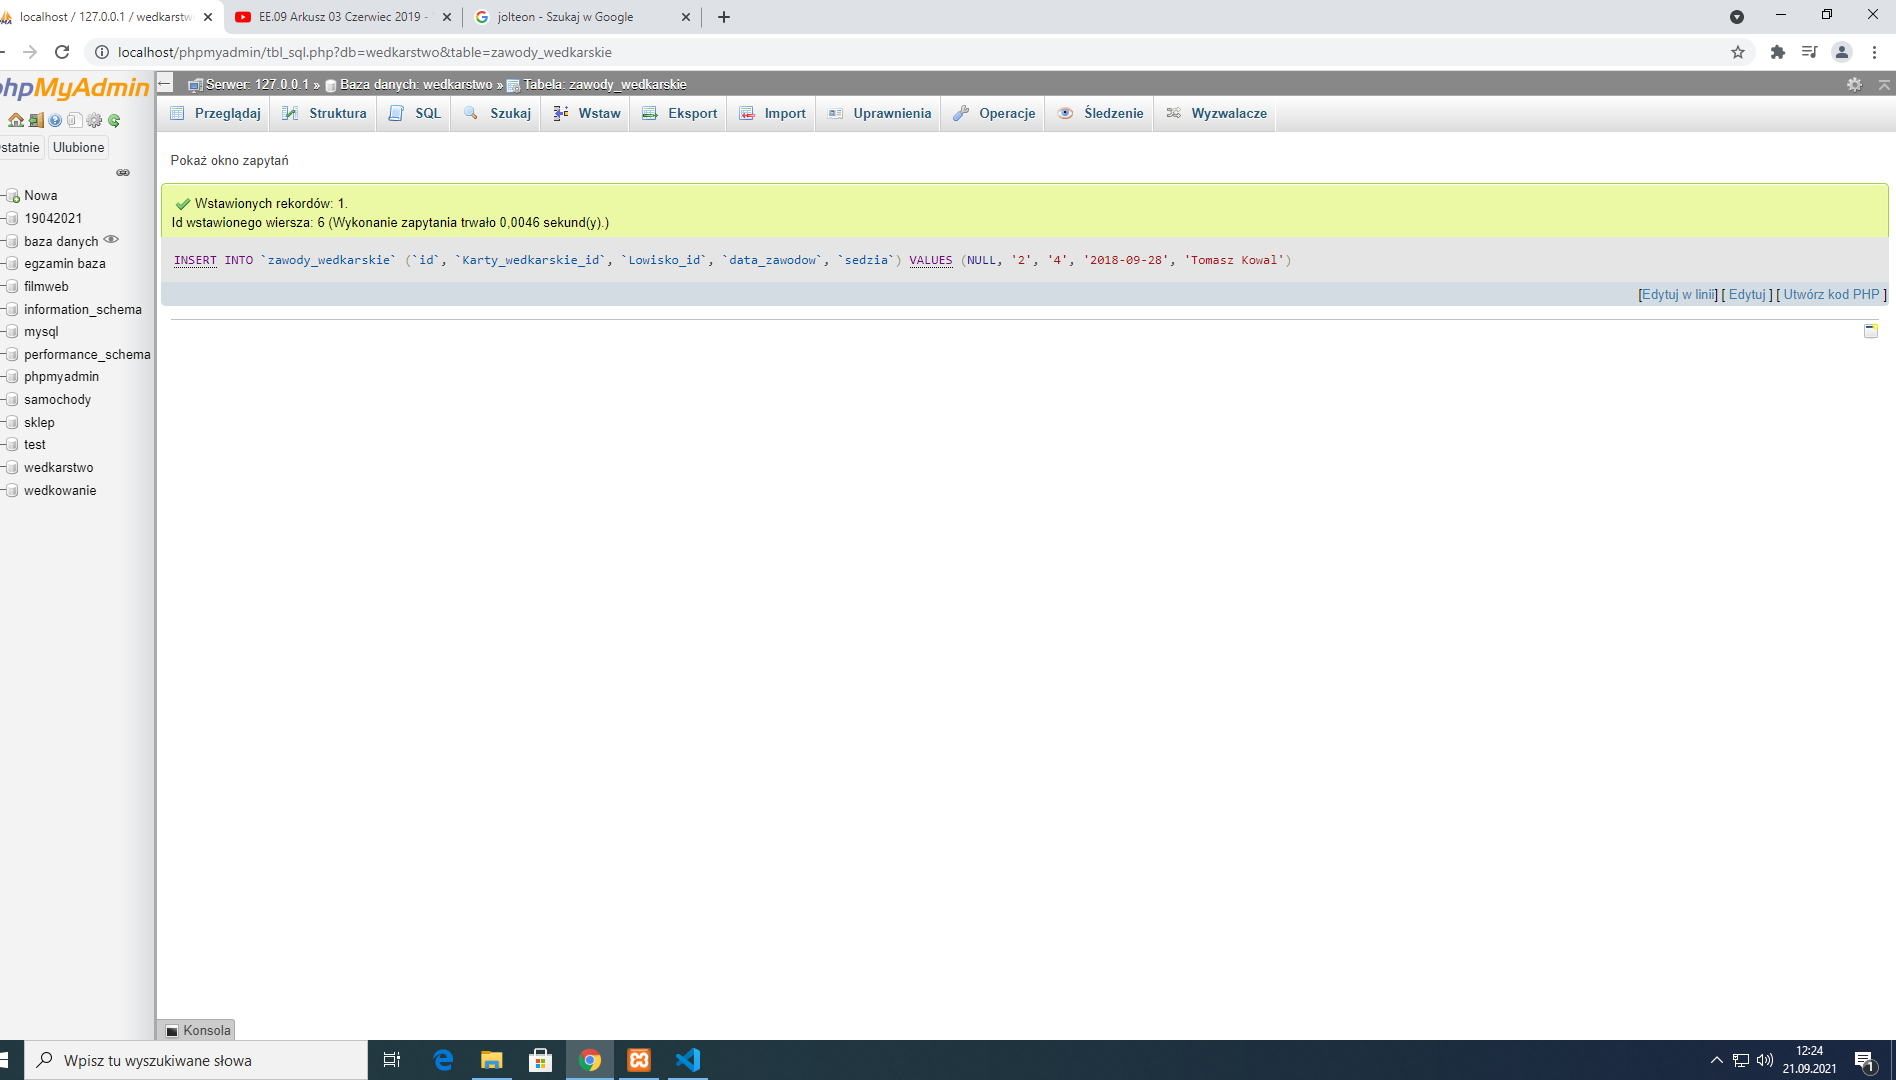 localhost / 127.0.0.1 / wedkarstw
EE.09 Arkusz 03 Czerwiec 2019 -
jolteon - Szukaj w Google
localhost/phpmyadmin/tbl_sql.php?db=wedkarstwo&table=zawody_wedkarskie
phpMyAdmin
Serwer: 127.0.0.1 » Baza danych: wedkarstwo » Tabela: zawody_wedkarskie
Przeglądaj Struktura SQL Szukaj Wstaw Eksport Import Uprawnienia Operacje Śledzenie Wyzwalacze
statnie Ulubione
Nowa
19042021
baza danych
egzamin baza
filmweb
information_schema
mysql
performance_schema
phpmyadmin
samochody
sklep
test
wedkarstwo
wedkowanie
Pokaż okno zapytań
Wstawionych rekordów: 1.
Id wstawionego wiersza: 6 (Wykonanie zapytania trwało 0,0046 sekund(y).)
INSERT INTO `zawody_wedkarskie` (`id`, `Karty_wedkarskie_id`, `Lowisko_id`, `data_zawodow`, `sedzia`) VALUES (NULL, '2', '4', '2018-09-28', 'Tomasz Kowal')
[Edytuj w linii] [ Edytuj ] [ Utwórz kod PHP ]
Konsola
Wpisz tu wyszukiwane słowa
12:24
21.09.2021
1